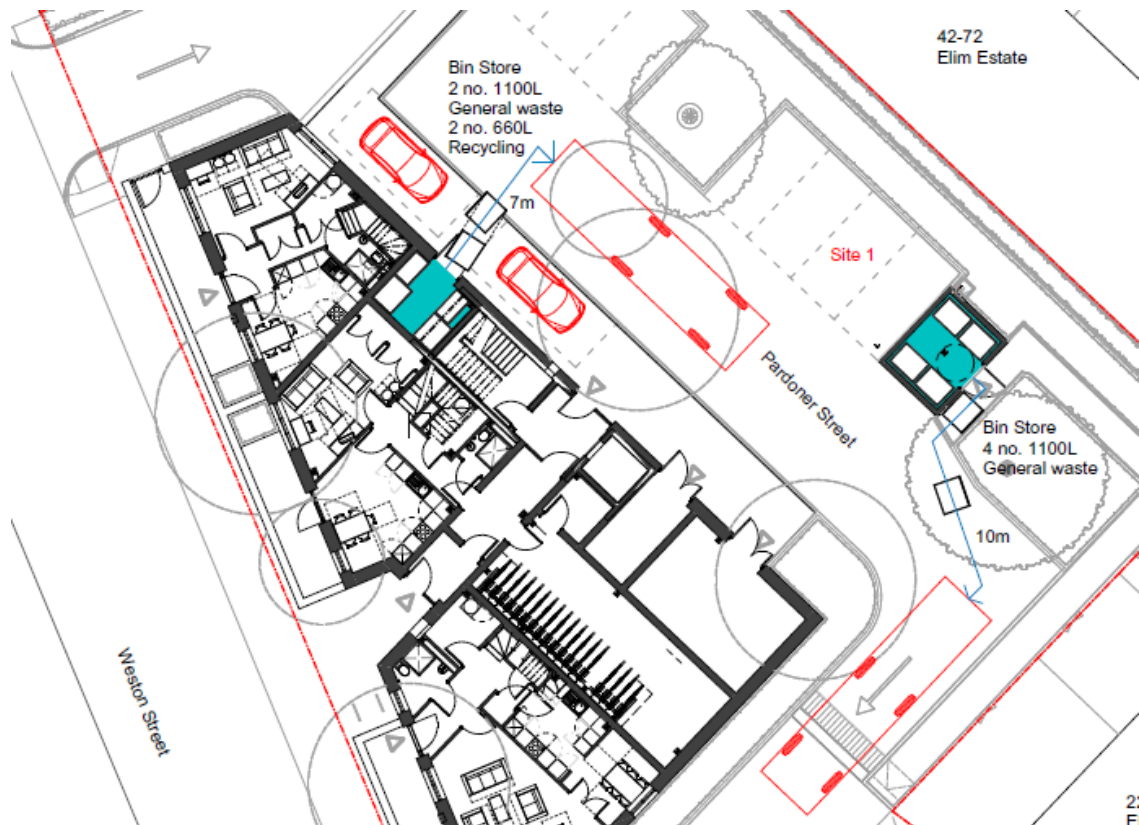 42-72
Elim Estate
Bin Store
2 no. 1100L
General waste
2 no. 660L
Recycling
7m
Site 1
Pardoner Street
Bin Store
4 no. 1100L
General waste
10m
Weston Street
22